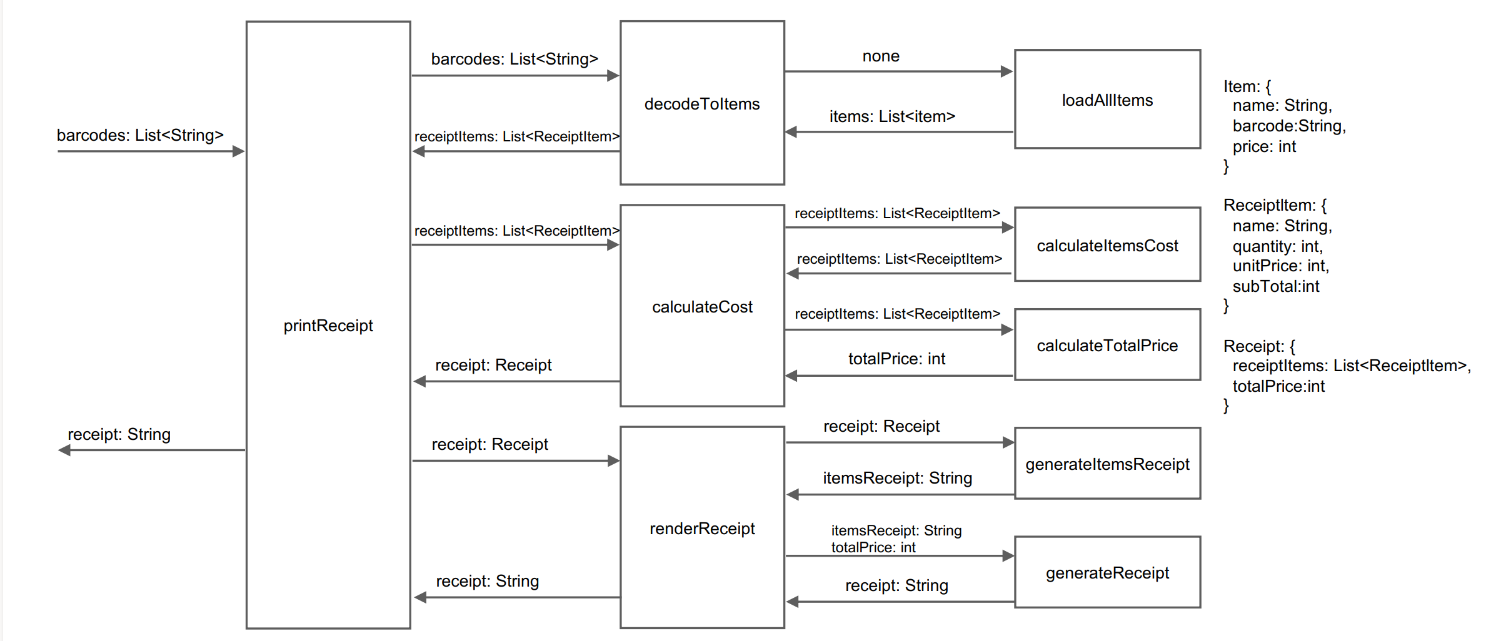 barcodes: List<String>
receipt: String
printReceipt
barcodes: List<String>
receiptItems: List<ReceiptItem>
decodeToItems
none
items: List<item>
loadAllItems
receiptItems: List<ReceiptItem>
receipt: Receipt
calculateCost
receiptItems: List<ReceiptItem>
receiptItems: List<ReceiptItem>
calculateItemsCost
receiptItems: List<ReceiptItem>
totalPrice: int
calculateTotalPrice
receipt: Receipt
receipt: String
renderReceipt
receipt: Receipt
itemsReceipt: String
generateItemsReceipt
itemsReceipt: String
totalPrice: int
receipt: String
generateReceipt
Item: {
name: String,
barcode:String,
price: int
}
ReceiptItem: {
name: String,
quantity: int,
unitPrice: int,
subTotal:int
}
Receipt: {
receiptItems: List<ReceiptItem>,
totalPrice:int
}